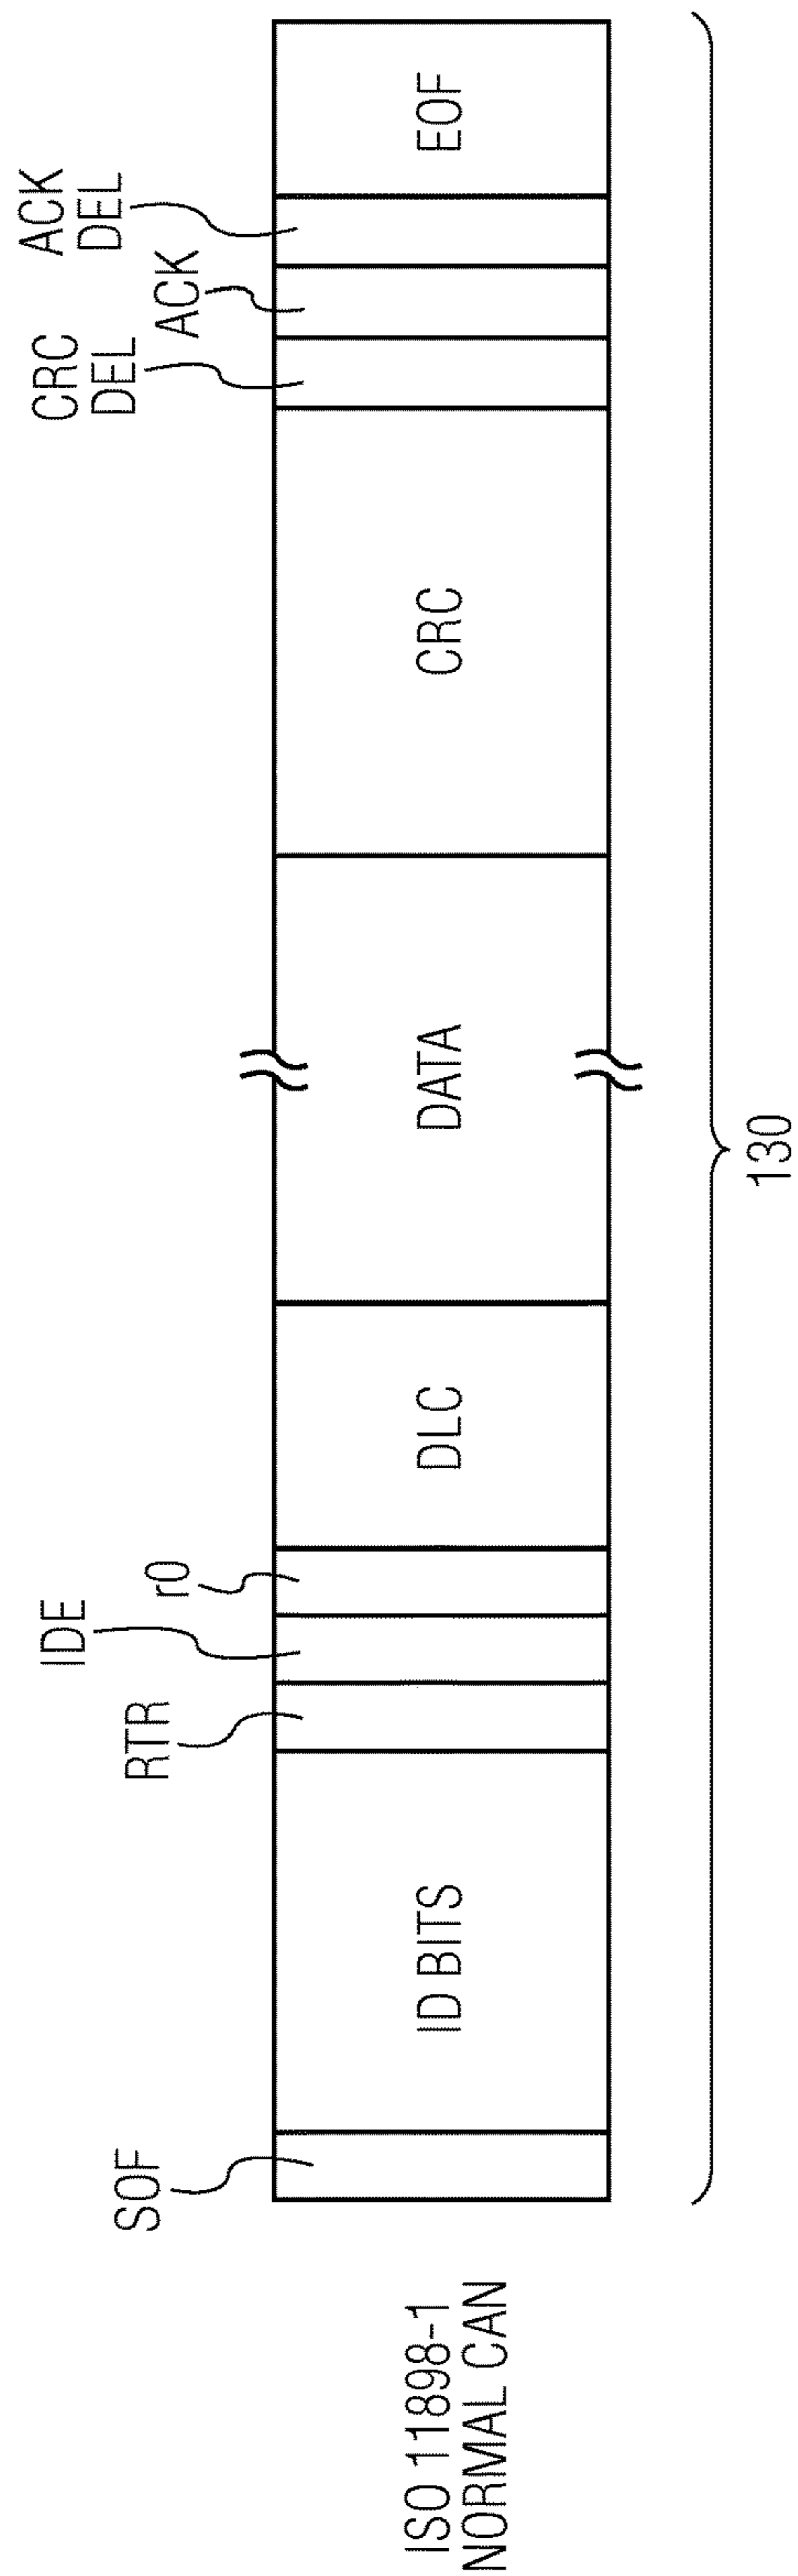 ISO 11898-1
NORMAL CAN
SOF
ID BITS
RTR
IDE
r0
DLC
DATA
CRC
CRC
DEL
ACK
ACK
DEL
EOF
130